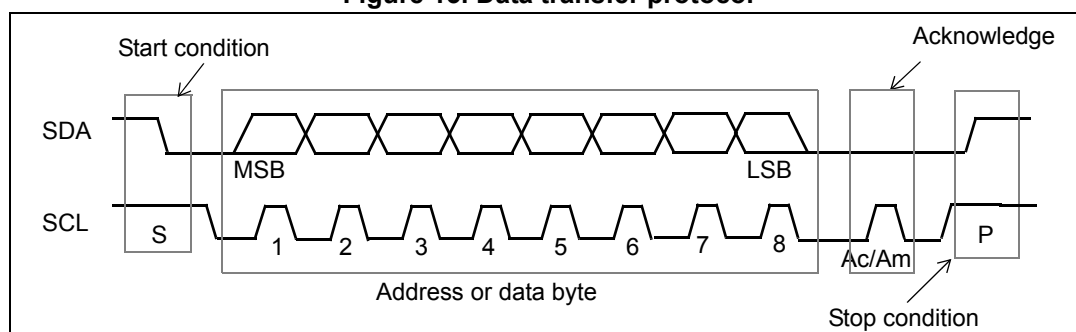 Figure 16. Data transfer protocol
Start condition
Acknowledge
SDA
MSB
LSB
SCL
S
1
2
3
4
5
6
7
8
Ac/Am
P
Address or data byte
Stop condition